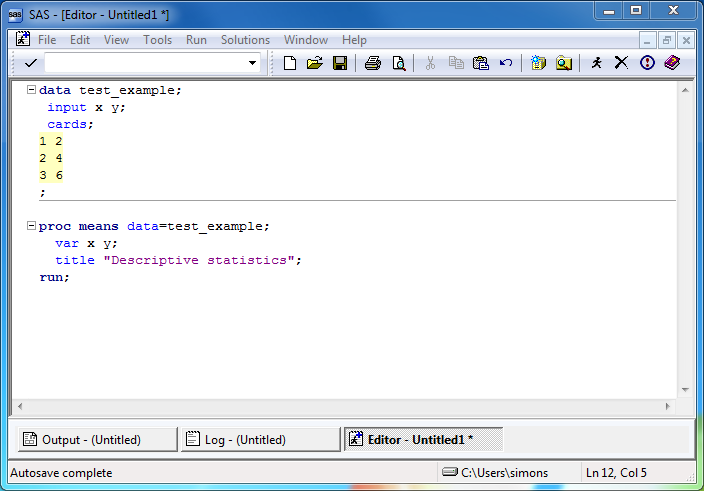 sas SAS - [Editor - Untitled1 *]
File Edit View Tools Run Solutions Window Help
data test_example;
input x y;
cards;
1 2
2 4
3 6
;
proc means data=test_example;
var x y;
title "Descriptive statistics";
run;
Output - (Untitled) Log - (Untitled) Editor - Untitled1 *
Autosave complete C:\Users\simons Ln 12, Col 5